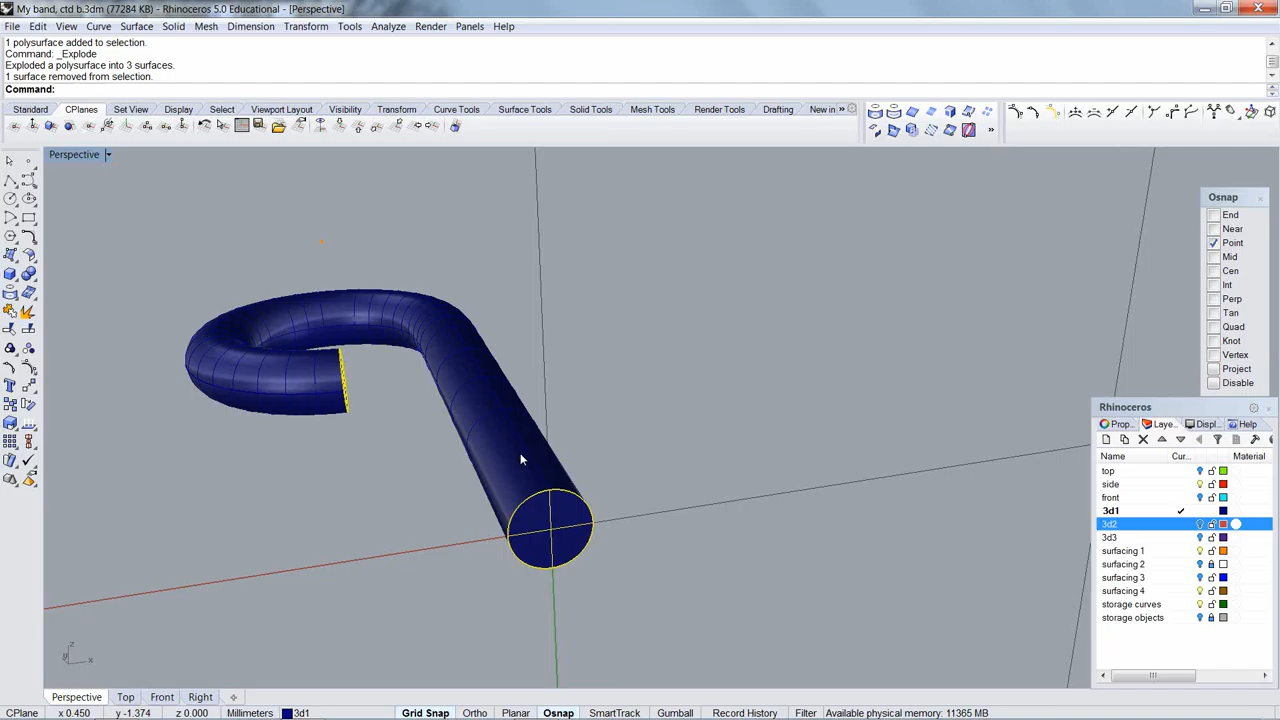 My band, ctd b.3dm (77284 KB) - Rhinoceros 5.0 Educational - [Perspective]
File Edit View Curve Surface Solid Mesh Dimension Transform Tools Analyze Render Panels Help
1 polysurface added to selection.
Command: _Explode
Exploded a polysurface into 3 surfaces.
1 surface removed from selection.
Command:
Standard CPlanes Set View Display Select Viewport Layout Visibility Transform Curve Tools Surface Tools Solid Tools Mesh Tools Render Tools Drafting New in »
Perspective
Osnap
End
Near
Point
Mid
Cen
Int
Perp
Tan
Quad
Knot
Vertex
Project
Disable
Rhinoceros
Prop... Laye... Displ... Help
Name Cur... Material
top
side
front
3d1
3d2
3d3
surfacing 1
surfacing 2
surfacing 3
surfacing 4
storage curves
storage objects
z
y x
Perspective Top Front Right
CPlane x 0.450 y -1.374 z 0.000 Millimeters 3d1 Grid Snap Ortho Planar Osnap SmartTrack Gumball Record History Filter Available physical memory: 11365 MB